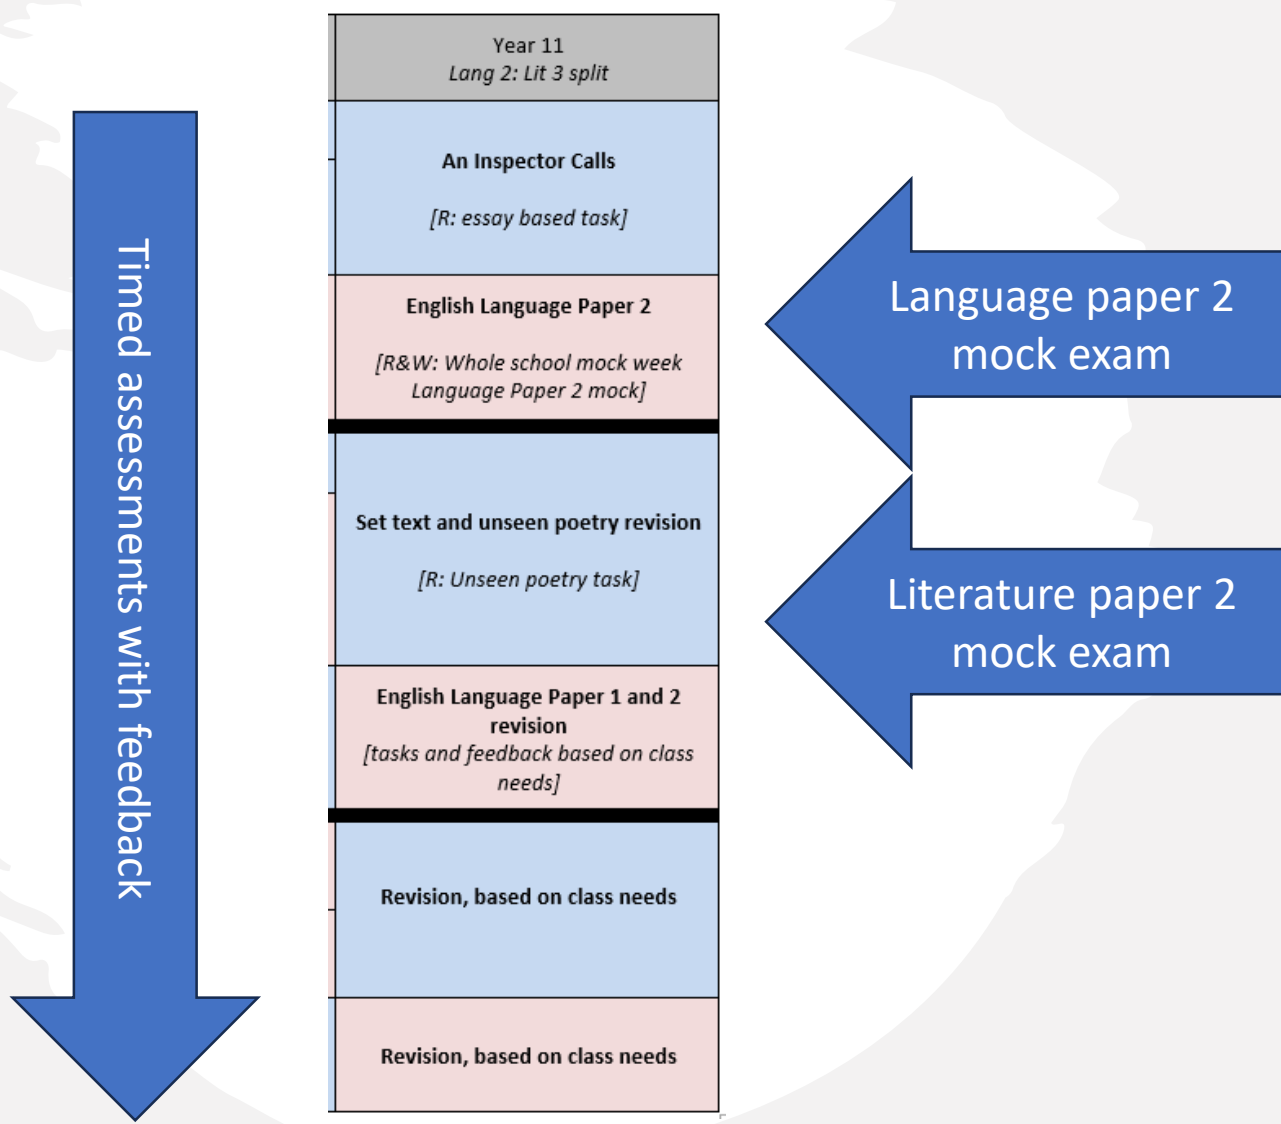 Year 11
Lang 2: Lit 3 split
An Inspector Calls
[R: essay based task]
English Language Paper 2
[R&W: Whole school mock week
Language Paper 2 mock]
Set text and unseen poetry revision
[R: Unseen poetry task]
English Language Paper 1 and 2
revision
[tasks and feedback based on class
needs]
Revision, based on class needs
Revision, based on class needs
Timed assessments with feedback
Language paper 2
mock exam
Literature paper 2
mock exam